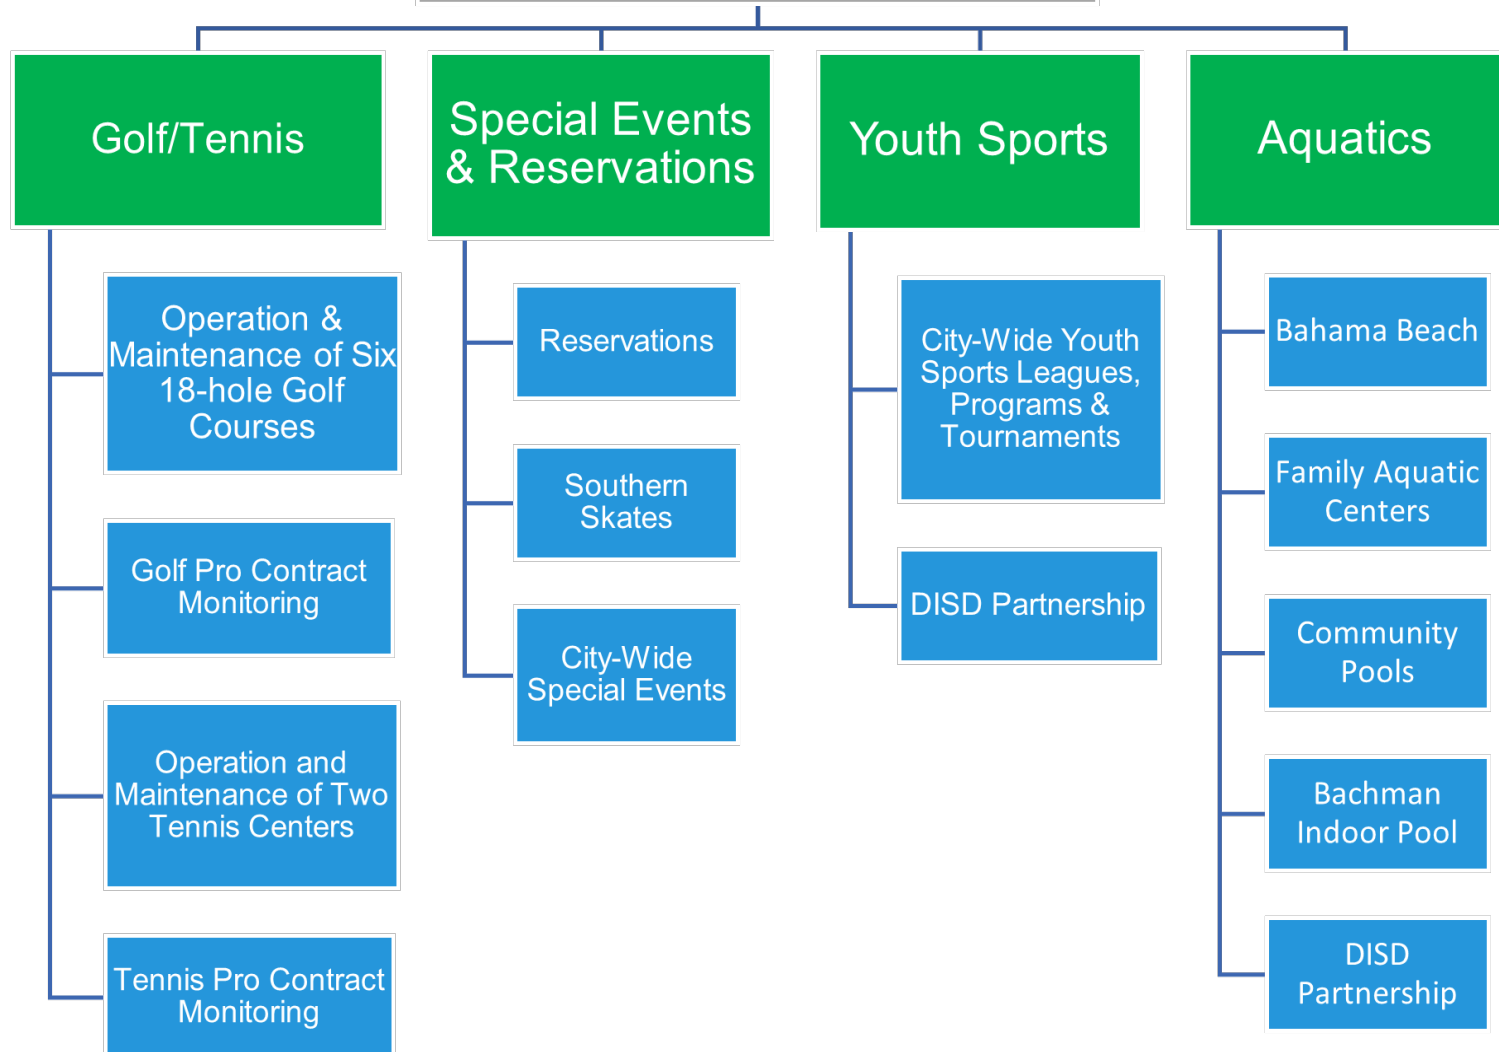 Golf/Tennis
Operation &
Maintenance of Six
18-hole Golf
Courses
Golf Pro Contract
Monitoring
Operation and
Maintenance of Two
Tennis Centers
Tennis Pro Contract
Monitoring
Special Events
& Reservations
Reservations
Southern
Skates
City-Wide
Special Events
Youth Sports
City-Wide Youth
Sports Leagues,
Programs &
Tournaments
DISD Partnership
Aquatics
Bahama Beach
Family Aquatic
Centers
Community
Pools
Bachman
Indoor Pool
DISD
Partnership